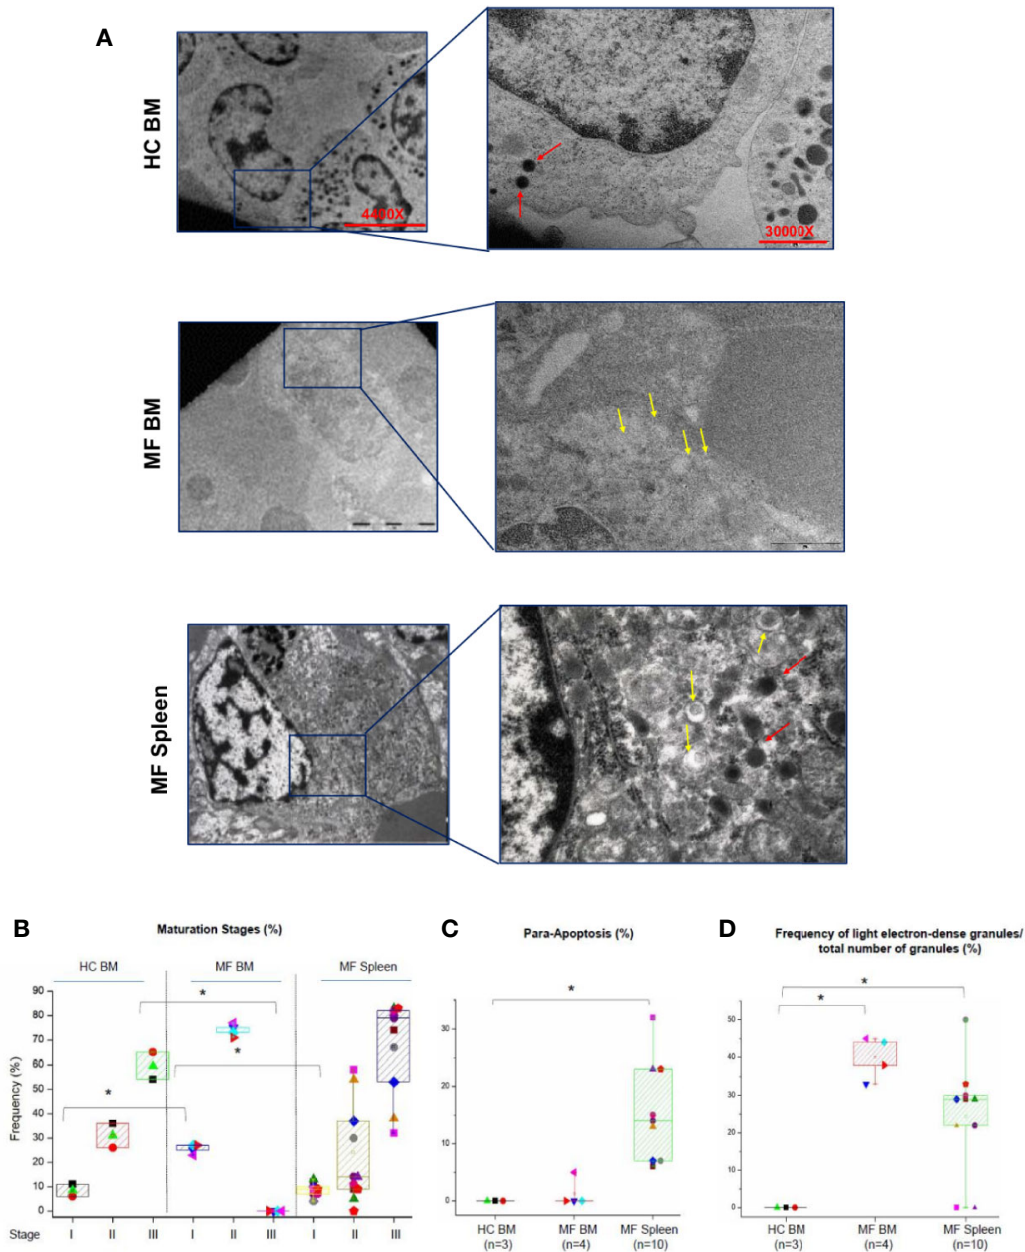 A
HC BM
4400X
30000X
MF BM
MF Spleen
B
Maturation Stages (%)
HC BM
MF BM
MF Spleen
Frequency (%)
90
80
70
60
50
40
30
20
10
0
*
*
*
Stage
I
II
III
I
II
III
I
II
III
C
Para-Apoptosis (%)
*
30
20
10
0
HC BM
(n=3)
MF BM
(n=4)
MF Spleen
(n=10)
D
Frequency of light electron-dense granules/
total number of granules (%)
*
*
50
40
30
20
10
0
HC BM
(n=3)
MF BM
(n=4)
MF Spleen
(n=10)